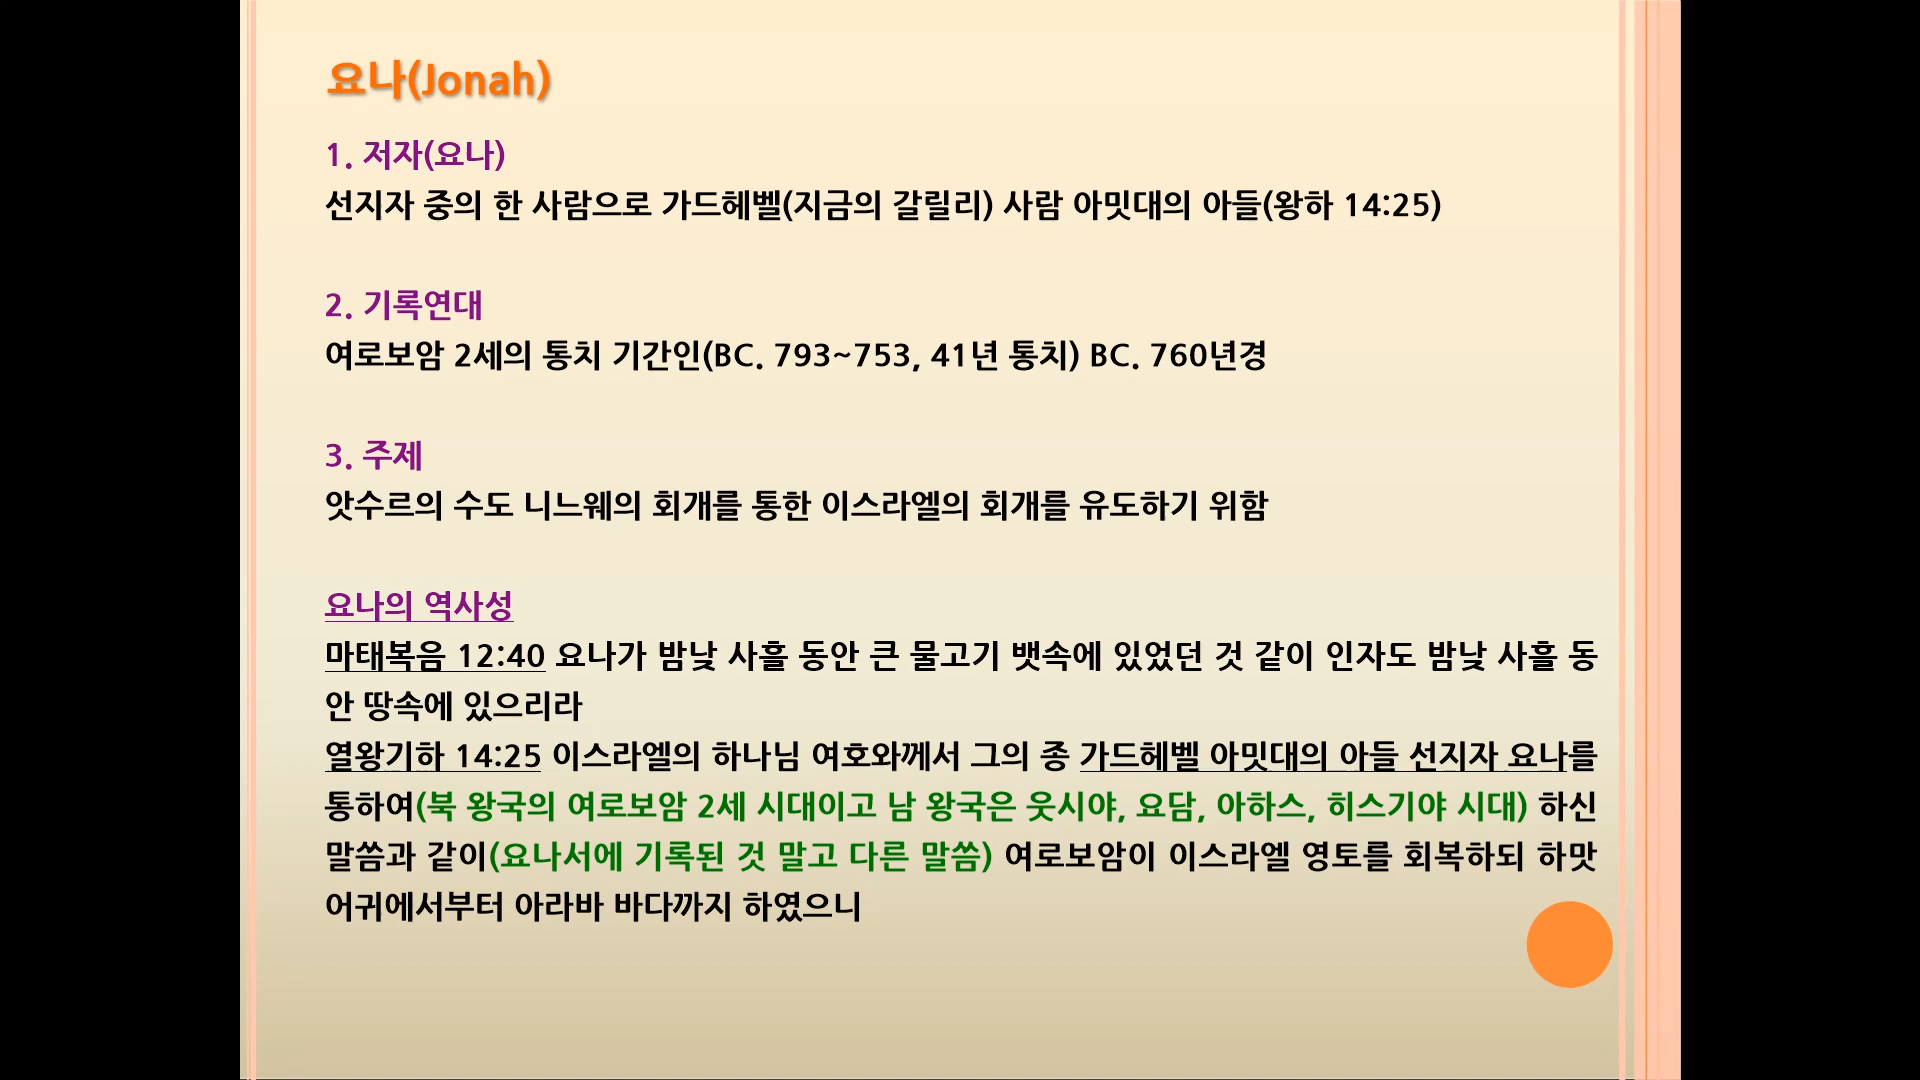 요나(Jonah)
1. 저자(요나)
선지자 중의 한 사람으로 가드헤벨(지금의 갈릴리) 사람 아밋대의 아들(왕하 14:25)
2. 기록연대
여로보암 2세의 통치 기간인(BC. 793~753, 41년 통치) BC. 760년경
3. 주제
앗수르의 수도 니느웨의 회개를 통한 이스라엘의 회개를 유도하기 위함
요나의 역사성
마태복음 12:40 요나가 밤낮 사흘 동안 큰 물고기 뱃속에 있었던 것 같이 인자도 밤낮 사흘 동
안 땅속에 있으리라
열왕기하 14:25 이스라엘의 하나님 여호와께서 그의 종 가드헤벨 아밋대의 아들 선지자 요나를
통하여(북 왕국의 여로보암 2세 시대이고 남 왕국은 웃시야, 요담, 아하스, 히스기야 시대) 하신
말씀과 같이(요나서에 기록된 것 말고 다른 말씀) 여로보암이 이스라엘 영토를 회복하되 하맛
어귀에서부터 아라바 바다까지 하였으니